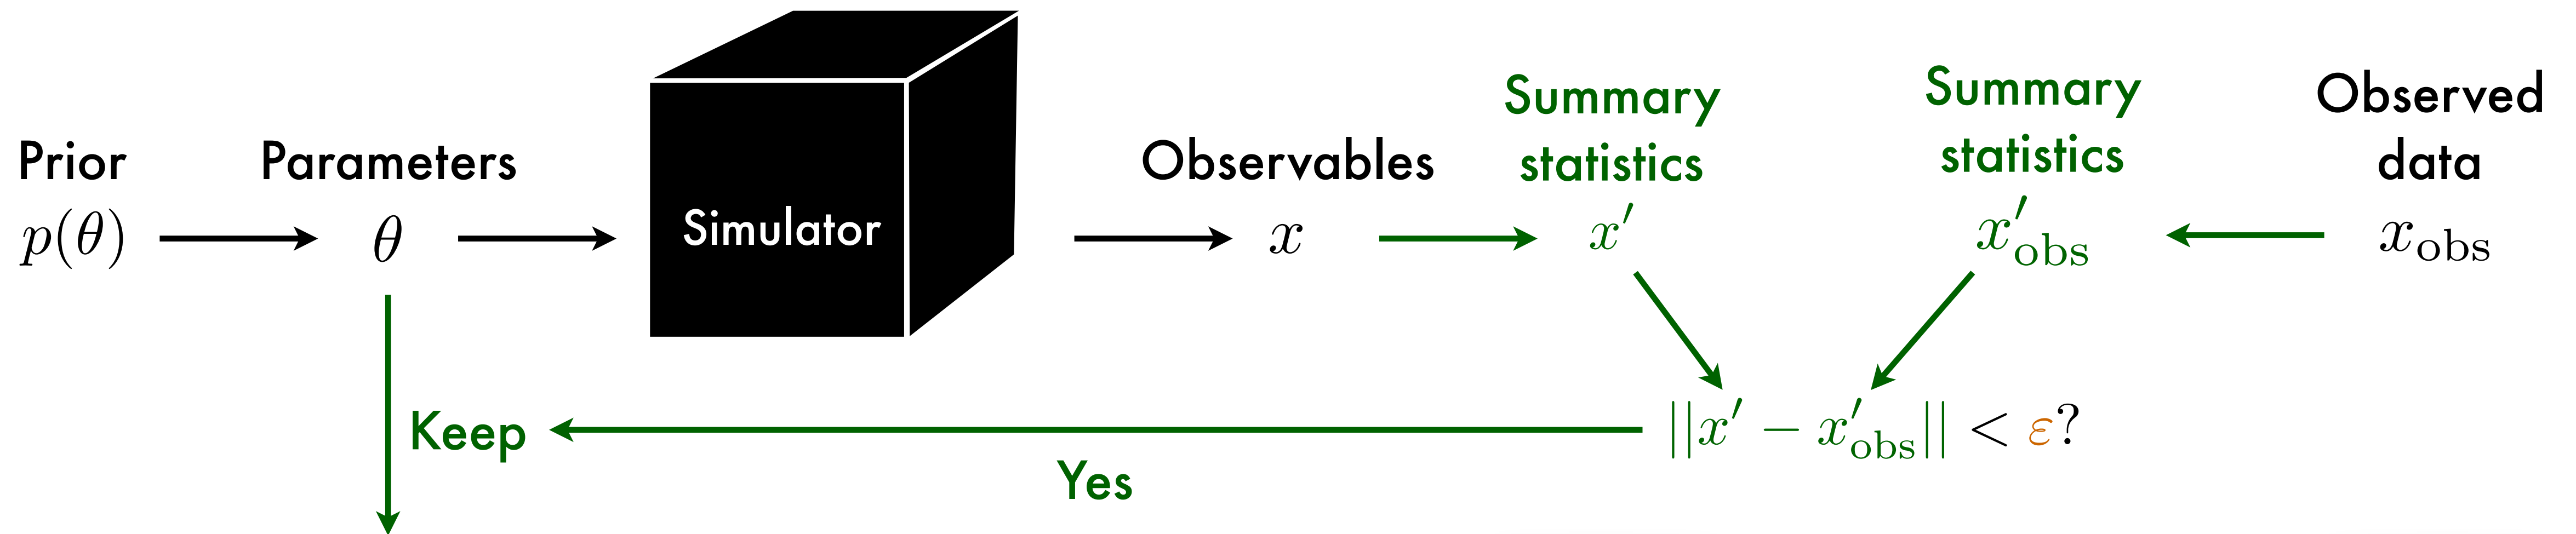 Prior
p(θ)
Parameters
θ
Simulator
Observables
x
Summary
statistics
x′
Summary
statistics
x′obs
Observed
data
xobs
Keep
Yes
||x′ − x′obs|| < ε?